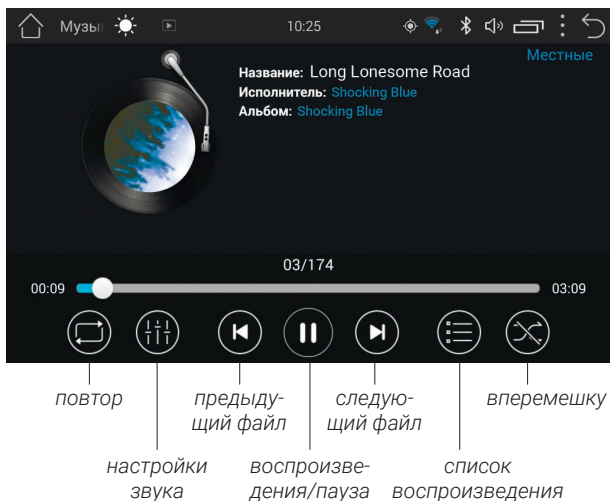 Музы 10:25
Местные
Название: Long Lonesome Road
Исполнитель: Shocking Blue
Альбом: Shocking Blue
03/174
00:09 03:09
повтор предыду- следую- вперемешку
щий файл щий файл
настройки воспроизве- список
звука дения/пауза воспроизведения